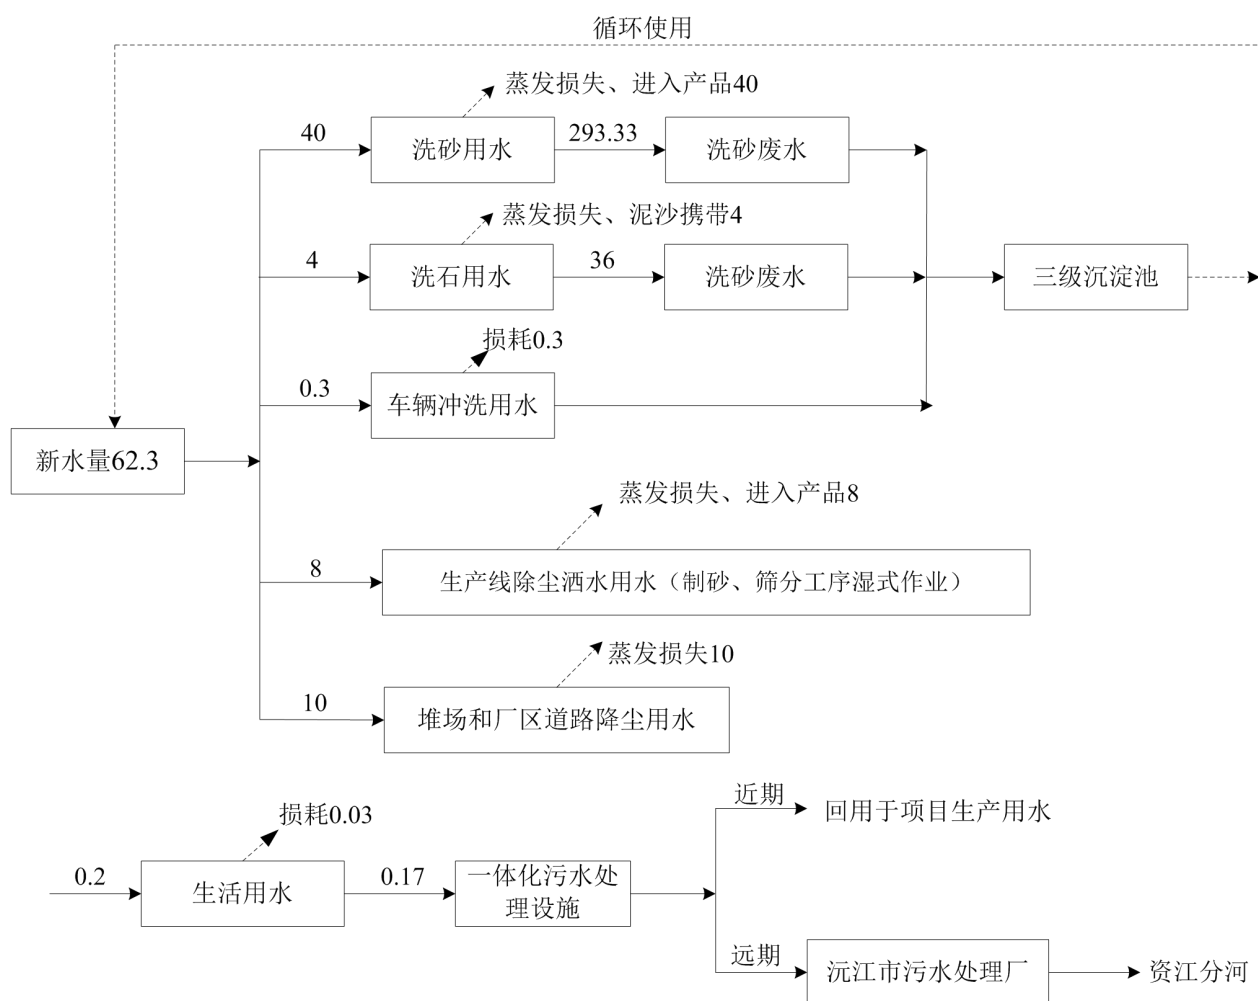 循环使用
蒸发损失、进入产品40
40
洗砂用水
293.33
洗砂废水
蒸发损失、泥沙携带4
4
洗石用水
36
洗砂废水
三级沉淀池
损耗0.3
0.3
车辆冲洗用水
新水量62.3
蒸发损失、进入产品8
8
生产线除尘洒水用水（制砂、筛分工序湿式作业）
蒸发损失10
10
堆场和厂区道路降尘用水
近期
回用于项目生产用水
损耗0.03
0.2
生活用水
0.17
一体化污水处
理设施
远期
沅江市污水处理厂
资江分河